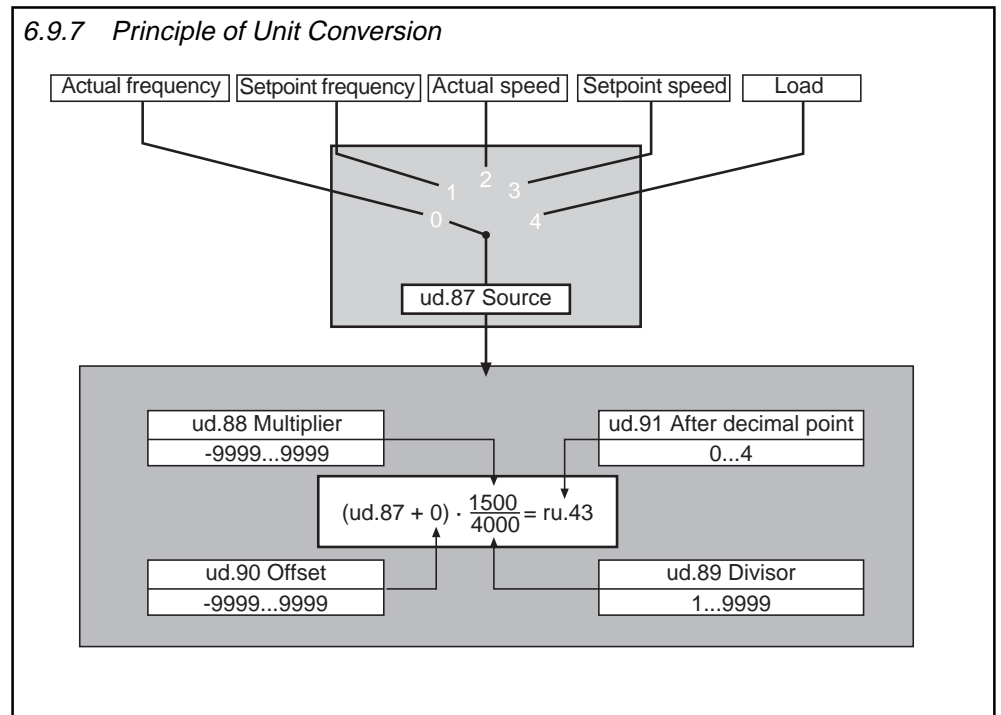 6.9.7 Principle of Unit Conversion
Actual frequency
Setpoint frequency
Actual speed
Setpoint speed
Load
0
1
2
3
4
ud.87 Source
ud.88 Multiplier
-9999...9999
ud.91 After decimal point
0...4
(ud.87 + 0) · 1500/4000 = ru.43
ud.90 Offset
-9999...9999
ud.89 Divisor
1...9999